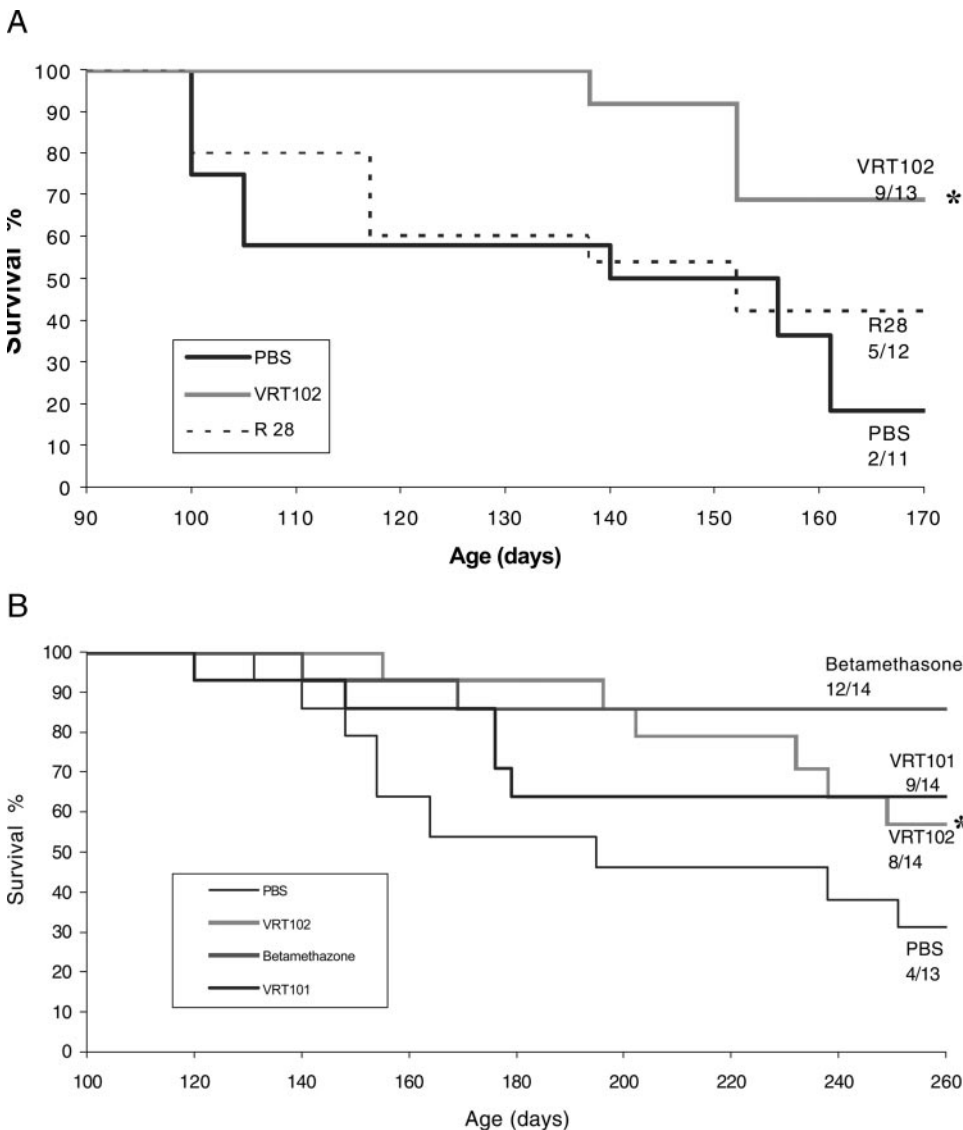 A
100
90
80
70
60
50
40
30
20
10
0
Survival %
VRT102
9/13
*
R28
5/12
PBS
2/11
PBS
VRT102
R 28
90 100 110 120 130 140 150 160 170
Age (days)
B
100
90
80
70
60
50
40
30
20
10
0
Survival %
Betamethasone
12/14
VRT101
9/14
*
VRT102
8/14
PBS
4/13
PBS
VRT102
Betamethazone
VRT101
100 120 140 160 180 200 220 240 260
Age (days)